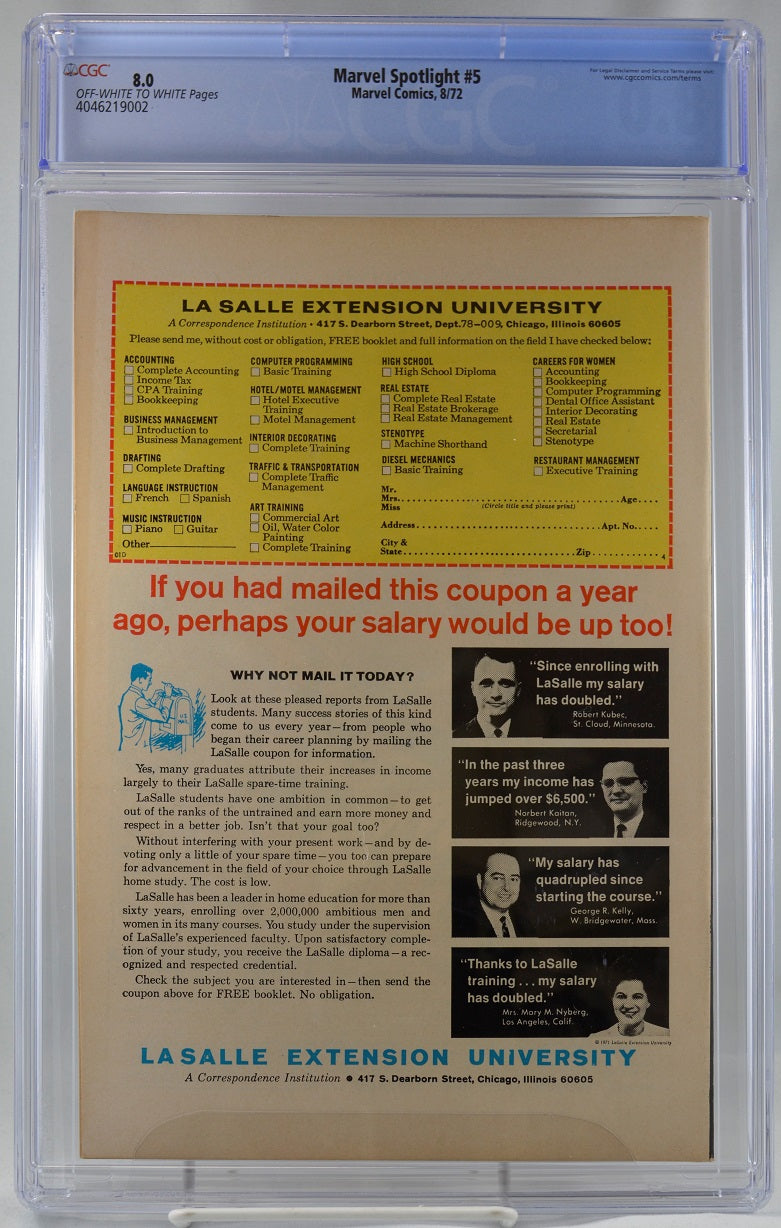 CGC
8.0
OFF-WHITE TO WHITE Pages
4046219002
Marvel Spotlight #5
Marvel Comics, 8/72
For Legal Disclaimer and Service Terms please visit:
www.cgccomics.com/terms
LA SALLE EXTENSION UNIVERSITY
A Correspondence Institution • 417 S. Dearborn Street, Dept.78-009, Chicago, Illinois 60605
Please send me, without cost or obligation, FREE booklet and full information on the field I have checked below:
ACCOUNTING
Complete Accounting
Income Tax
CPA Training
Bookkeeping
BUSINESS MANAGEMENT
Introduction to
Business Management
DRAFTING
Complete Drafting
LANGUAGE INSTRUCTION
French Spanish
MUSIC INSTRUCTION
Piano Guitar
Other
01D
COMPUTER PROGRAMMING
Basic Training
HOTEL/MOTEL MANAGEMENT
Hotel Executive
Training
Motel Management
INTERIOR DECORATING
Complete Training
TRAFFIC & TRANSPORTATION
Complete Traffic
Management
ART TRAINING
Commercial Art
Oil, Water Color
Painting
Complete Training
HIGH SCHOOL
High School Diploma
REAL ESTATE
Complete Real Estate
Real Estate Brokerage
Real Estate Management
STENOTYPE
Machine Shorthand
DIESEL MECHANICS
Basic Training
CAREERS FOR WOMEN
Accounting
Bookkeeping
Computer Programming
Dental Office Assistant
Interior Decorating
Real Estate
Secretarial
Stenotype
RESTAURANT MANAGEMENT
Executive Training
Mr.
Mrs. Age
Miss (Circle title and please print)
Address Apt. No.
City &
State Zip
4
If you had mailed this coupon a year
ago, perhaps your salary would be up too!
U.S.
MAIL
WHY NOT MAIL IT TODAY?
Look at these pleased reports from LaSalle
students. Many success stories of this kind
come to us every year—from people who
began their career planning by mailing the
LaSalle coupon for information.
Yes, many graduates attribute their increases in income
largely to their LaSalle spare-time training.
LaSalle students have one ambition in common—to get
out of the ranks of the untrained and earn more money and
respect in a better job. Isn't that your goal too?
Without interfering with your present work—and by de-
voting only a little of your spare time—you too can prepare
for advancement in the field of your choice through LaSalle
home study. The cost is low.
LaSalle has been a leader in home education for more than
sixty years, enrolling over 2,000,000 ambitious men and
women in its many courses. You study under the supervision
of LaSalle's experienced faculty. Upon satisfactory comple-
tion of your study, you receive the LaSalle diploma—a rec-
ognized and respected credential.
Check the subject you are interested in—then send the
coupon above for FREE booklet. No obligation.
"Since enrolling with
LaSalle my salary
has doubled."
Robert Kubec,
St. Cloud, Minnesota.
"In the past three
years my income has
jumped over $6,500."
Norbert Kaitan,
Ridgewood, N.Y.
"My salary has
quadrupled since
starting the course."
George R. Kelly,
W. Bridgewater, Mass.
"Thanks to LaSalle
training . . . my salary
has doubled."
Mrs. Mary M. Nyberg,
Los Angeles, Calif.
© 1971 LaSalle Extension University
LA SALLE EXTENSION UNIVERSITY
A Correspondence Institution • 417 S. Dearborn Street, Chicago, Illinois 60605